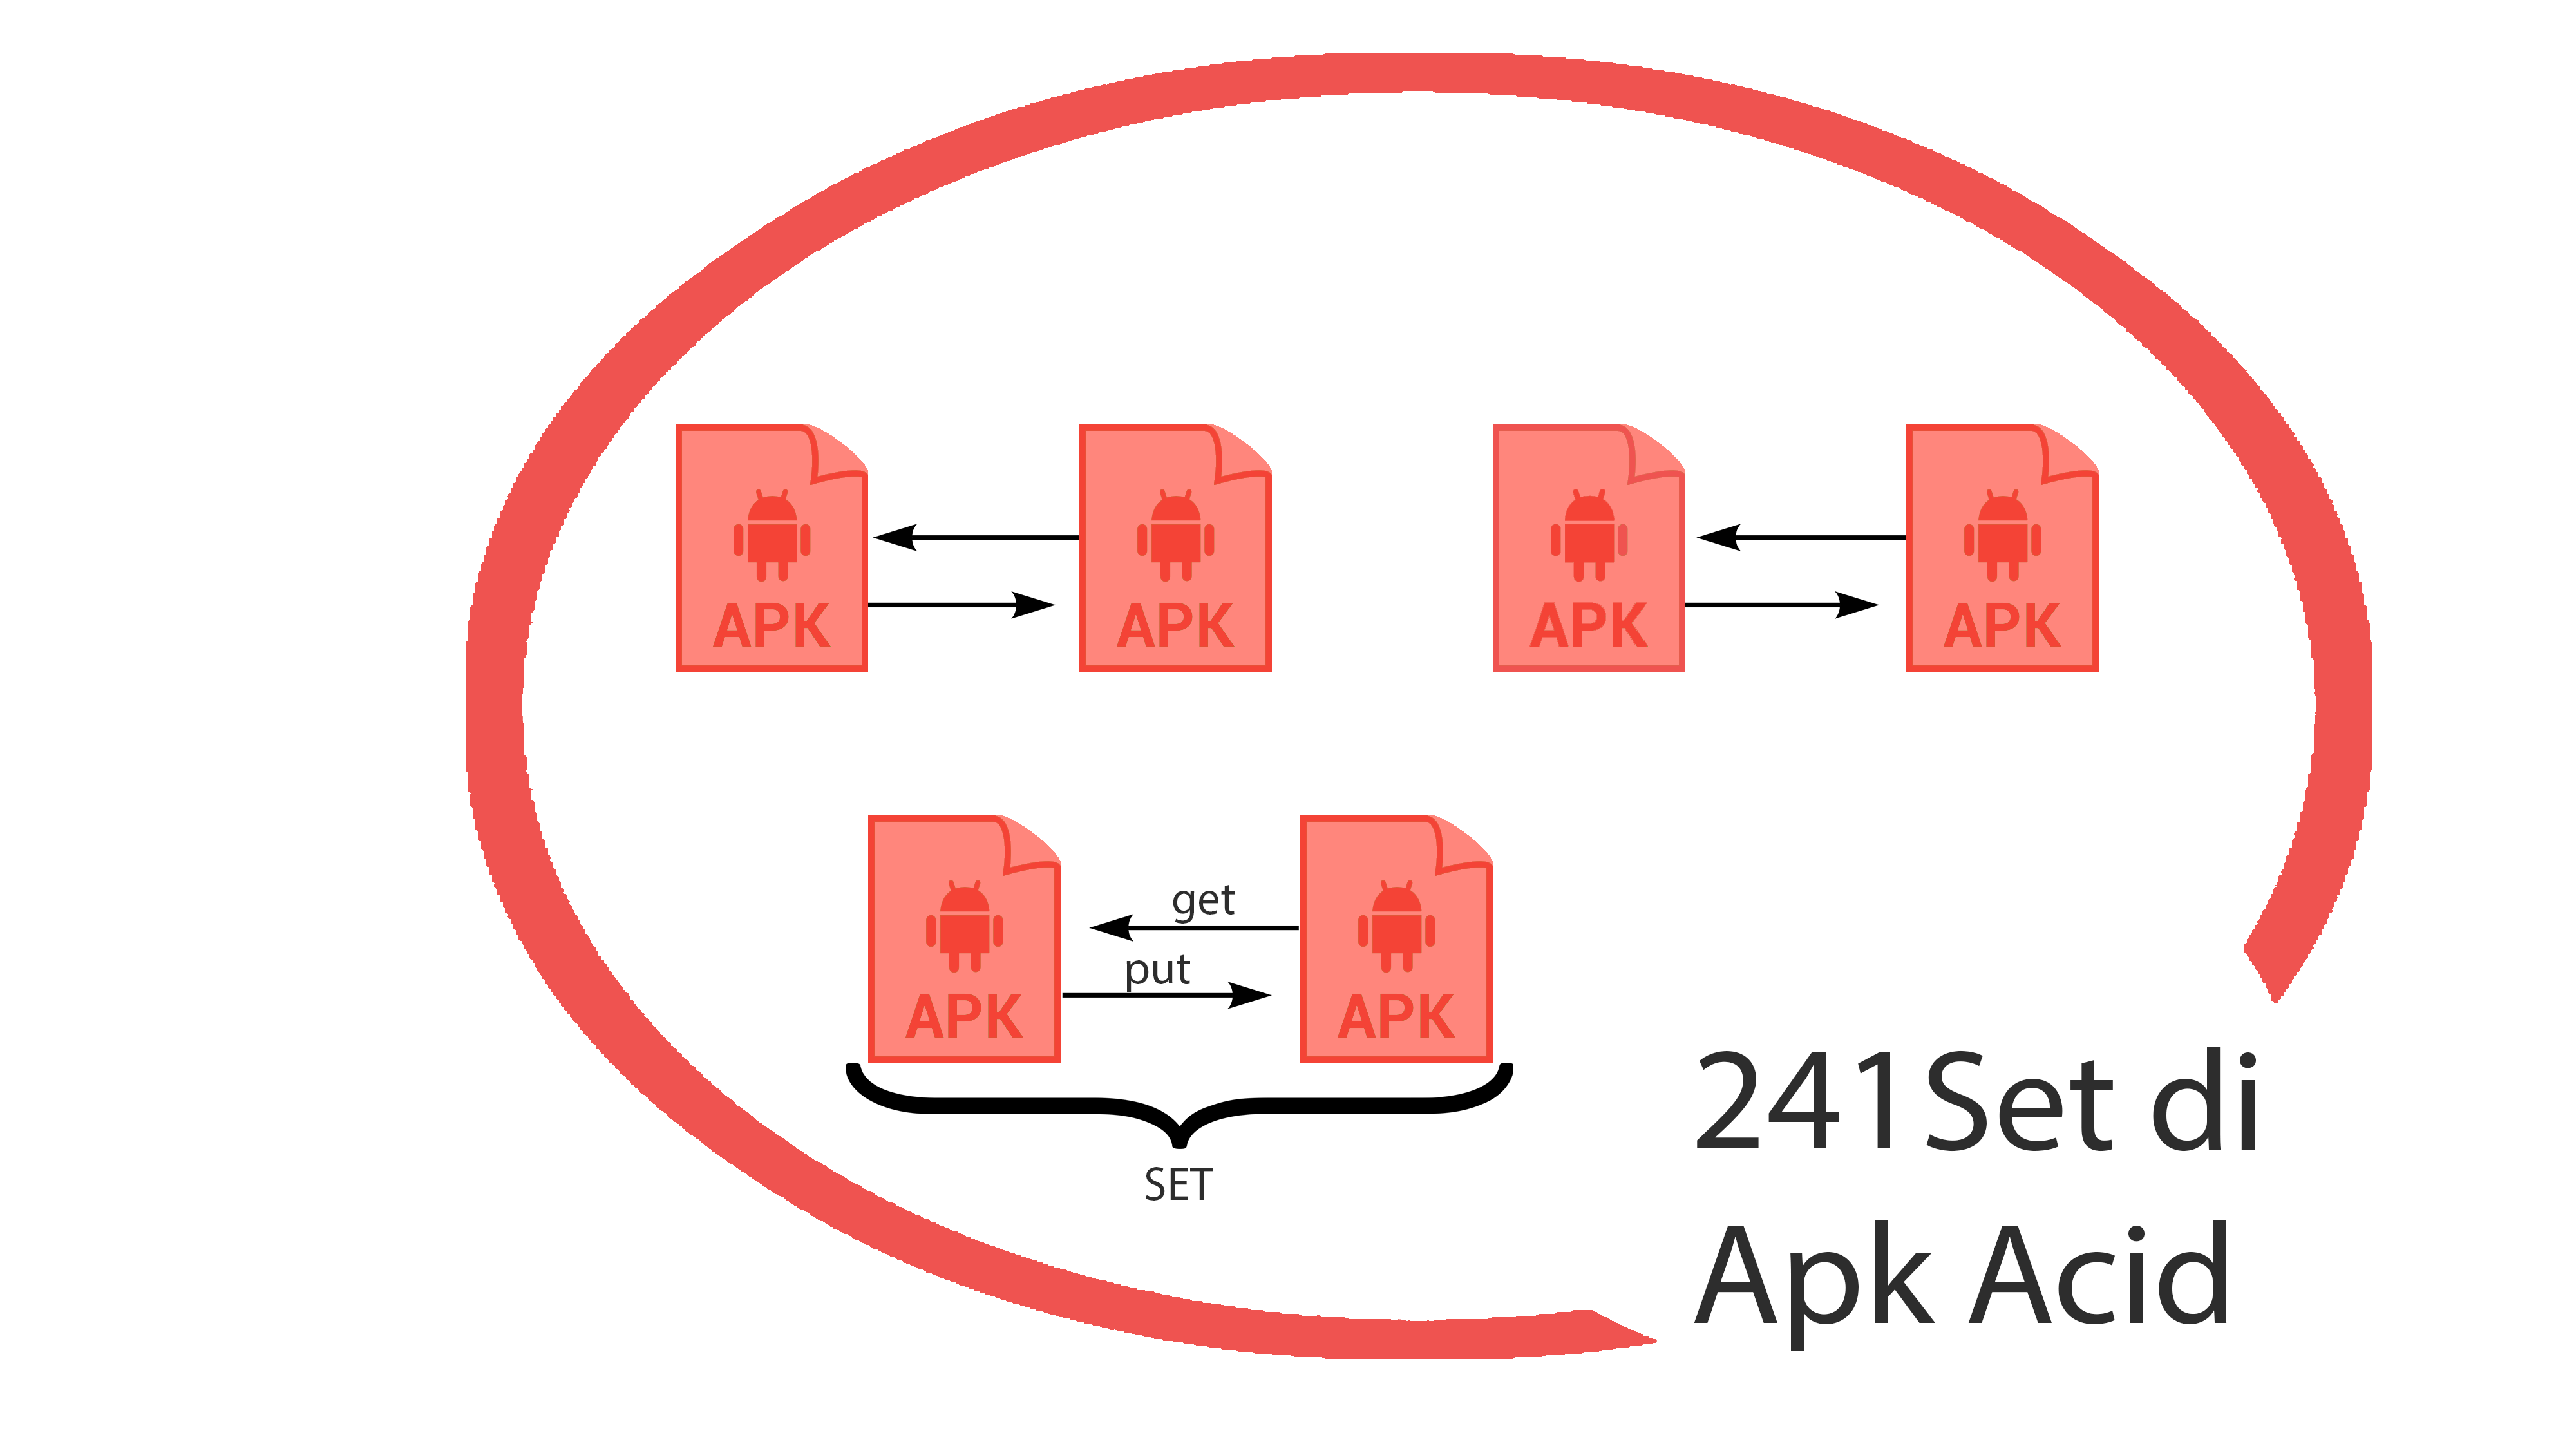 APK APK APK APK
get
put
APK APK
SET
241Set di
Apk Acid